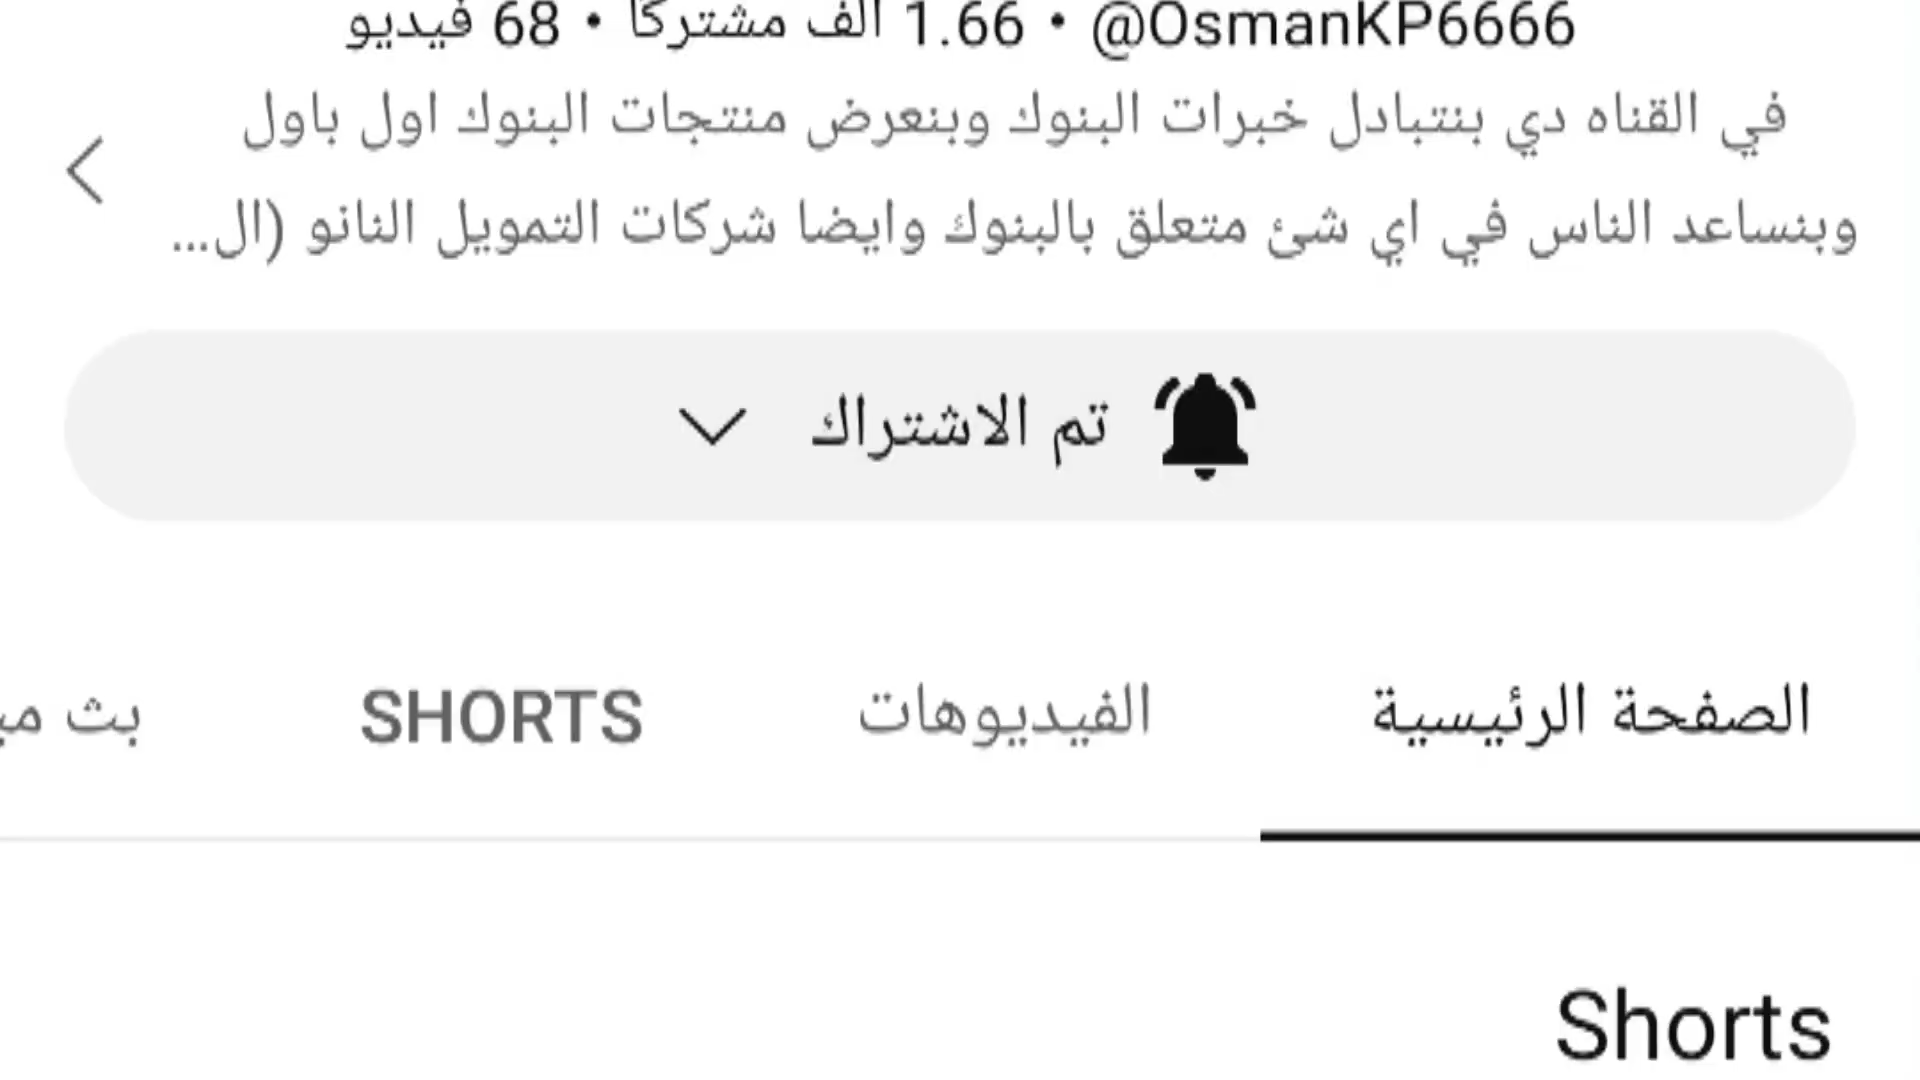 @OsmanKP6666 • 1.66 ألف مشتركًا • 68 فيديو
في القناه دي بنتبادل خبرات البنوك وبنعرض منتجات البنوك اول باول
وبنساعد الناس في اي شئ متعلق بالبنوك وايضا شركات التمويل النانو (ال...
تم الاشتراك
الصفحة الرئيسية
الفيديوهات
SHORTS
بث
Shorts